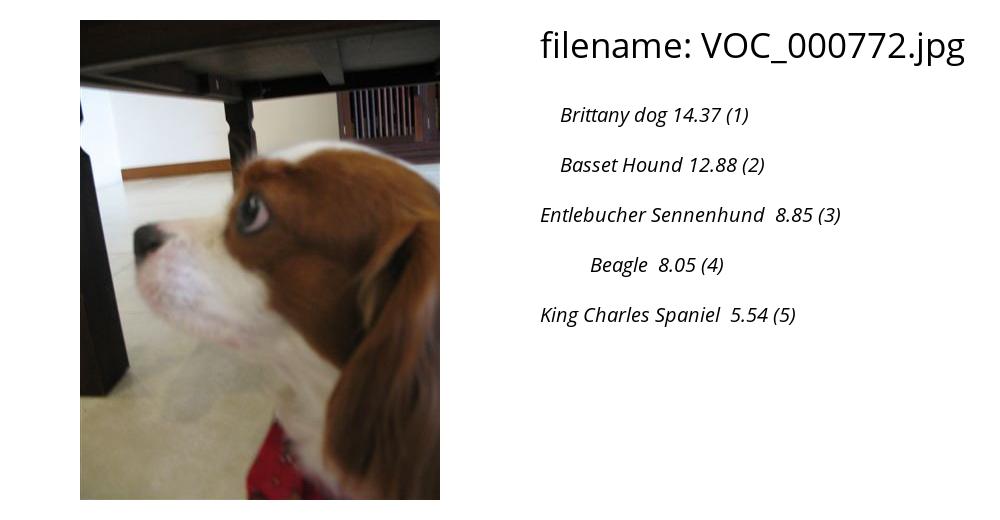 filename: VOC_000772.jpg
Brittany dog 14.37 (1)
Basset Hound 12.88 (2)
Entlebucher Sennenhund 8.85 (3)
Beagle 8.05 (4)
King Charles Spaniel 5.54 (5)